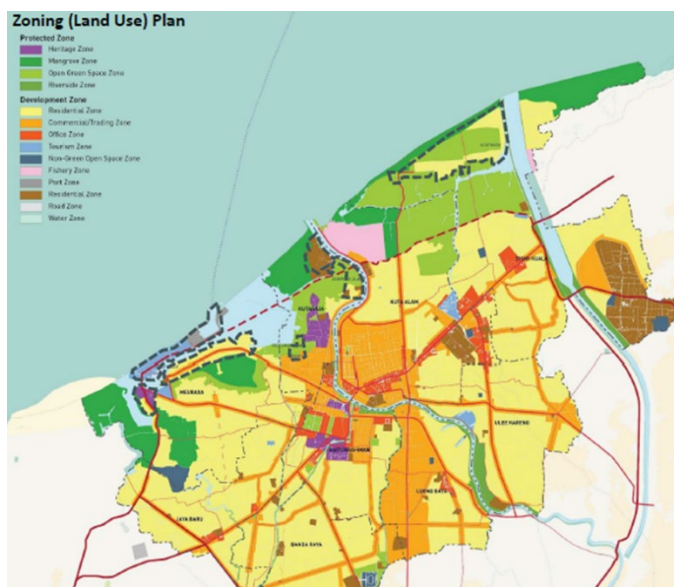 Zoning (Land Use) Plan
Protected Zone
Heritage Zone
Mangrove Zone
Open Green Space Zone
Riverside Zone
Development Zone
Residential Zone
Commercial/Trading Zone
Office Zone
Tourism Zone
Non-Green Open Space Zone
Fishery Zone
Port Zone
Residential Zone
Road Zone
Water Zone
KUTA ALAM
MEURAXA
ULEE KARENG
JAYA BARU
BANDA RAYA